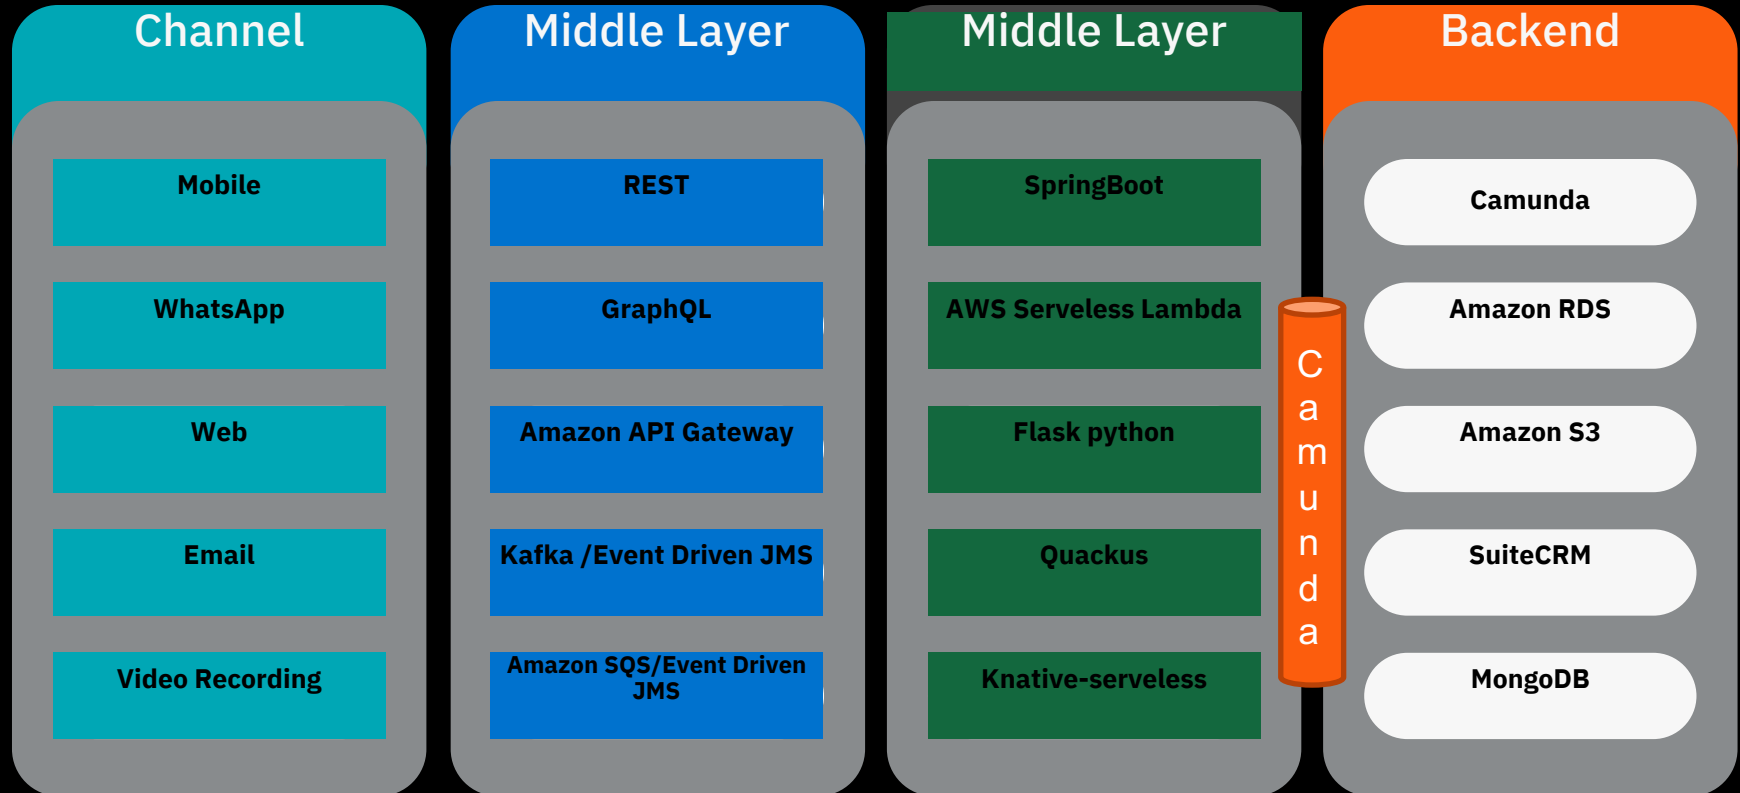 Channel
Mobile
WhatsApp
Web
Email
Video Recording
Middle Layer
REST
GraphQL
Amazon API Gateway
Kafka /Event Driven JMS
Amazon SQS/Event Driven
JMS
Middle Layer
SpringBoot
AWS Serveless Lambda
Flask python
Quackus
Knative-serveless
C
a
m
u
n
d
a
Backend
Camunda
Amazon RDS
Amazon S3
SuiteCRM
MongoDB